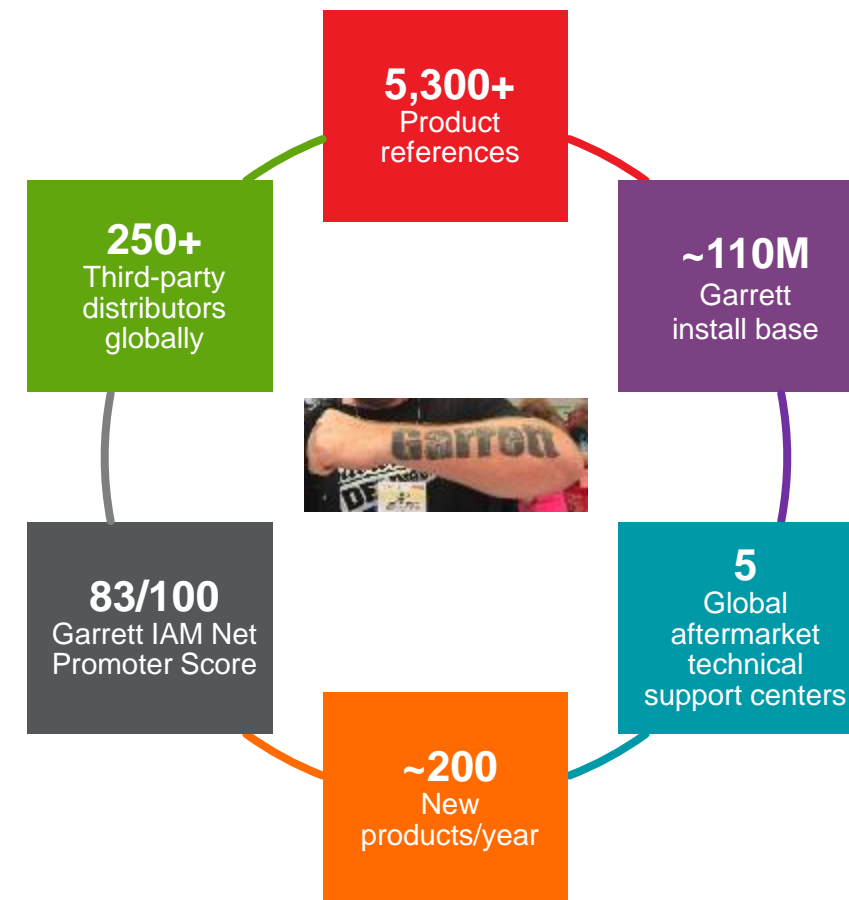 5,300+
Product
references
250+
Third-party
distributors
globally
~110M
Garrett
install base
Garrett
83/100
Garrett IAM Net
Promoter Score
5
Global
aftermarket
technical
support centers
~200
New
products/year